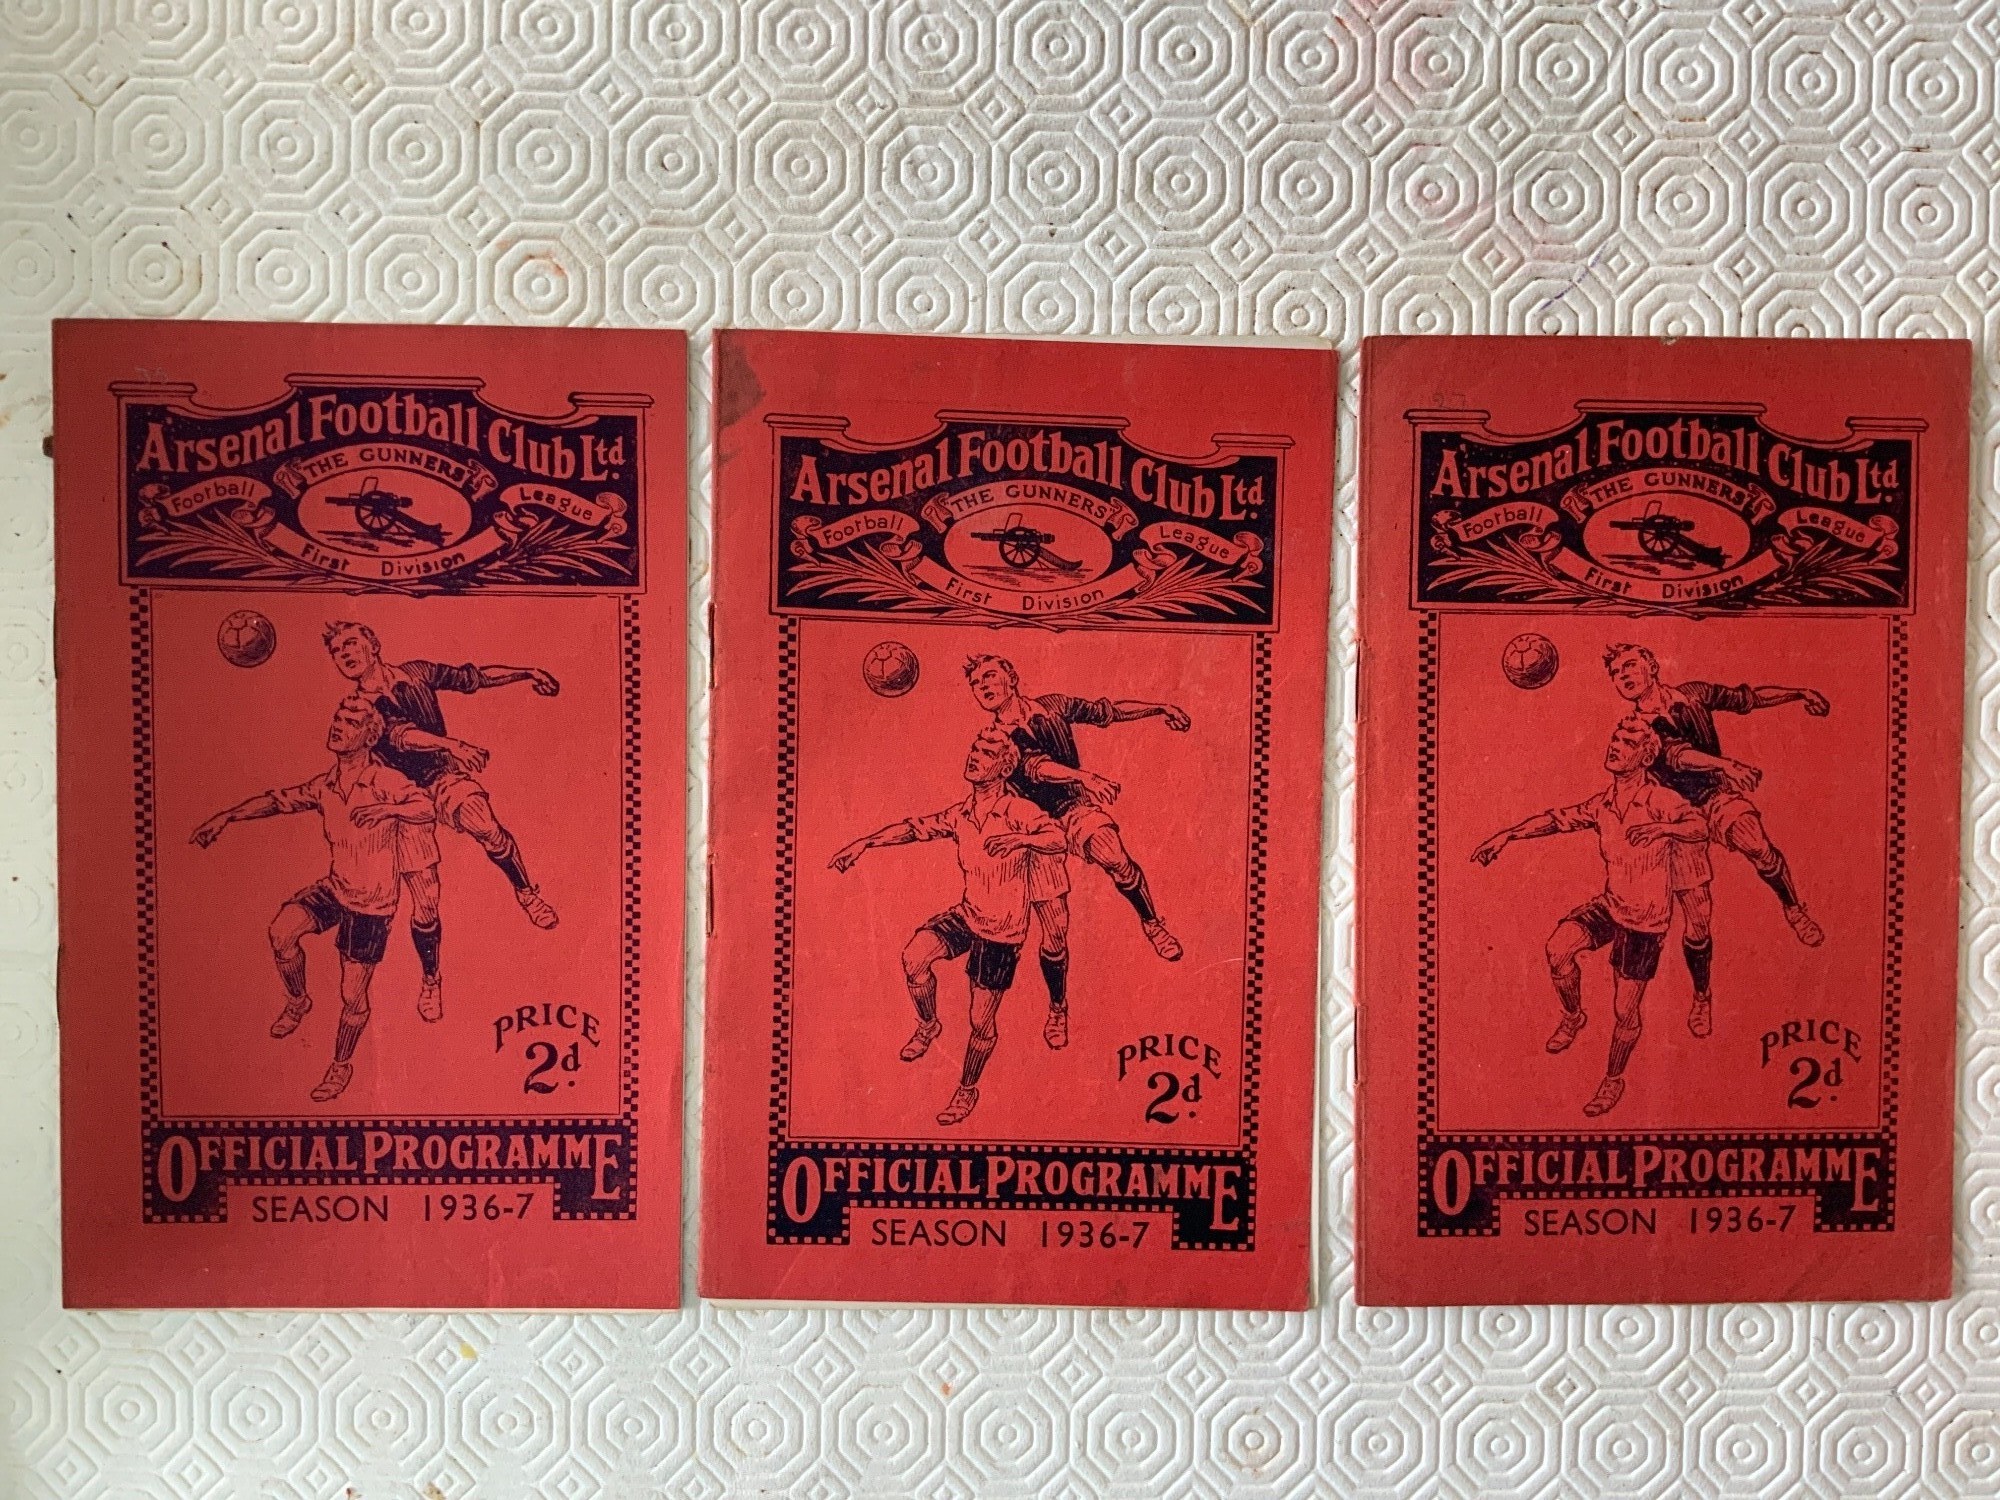 Arsenal Football Club Ltd.
THE GUNNERS
Football League
First Division
PRICE
2d.
OFFICIAL PROGRAMME
SEASON 1936-7
Arsenal Football Club Ltd.
THE GUNNERS
Football League
First Division
PRICE
2d.
OFFICIAL PROGRAMME
SEASON 1936-7
27
Arsenal Football Club Ltd.
THE GUNNERS
Football League
First Division
PRICE
2d.
OFFICIAL PROGRAMME
SEASON 1936-7